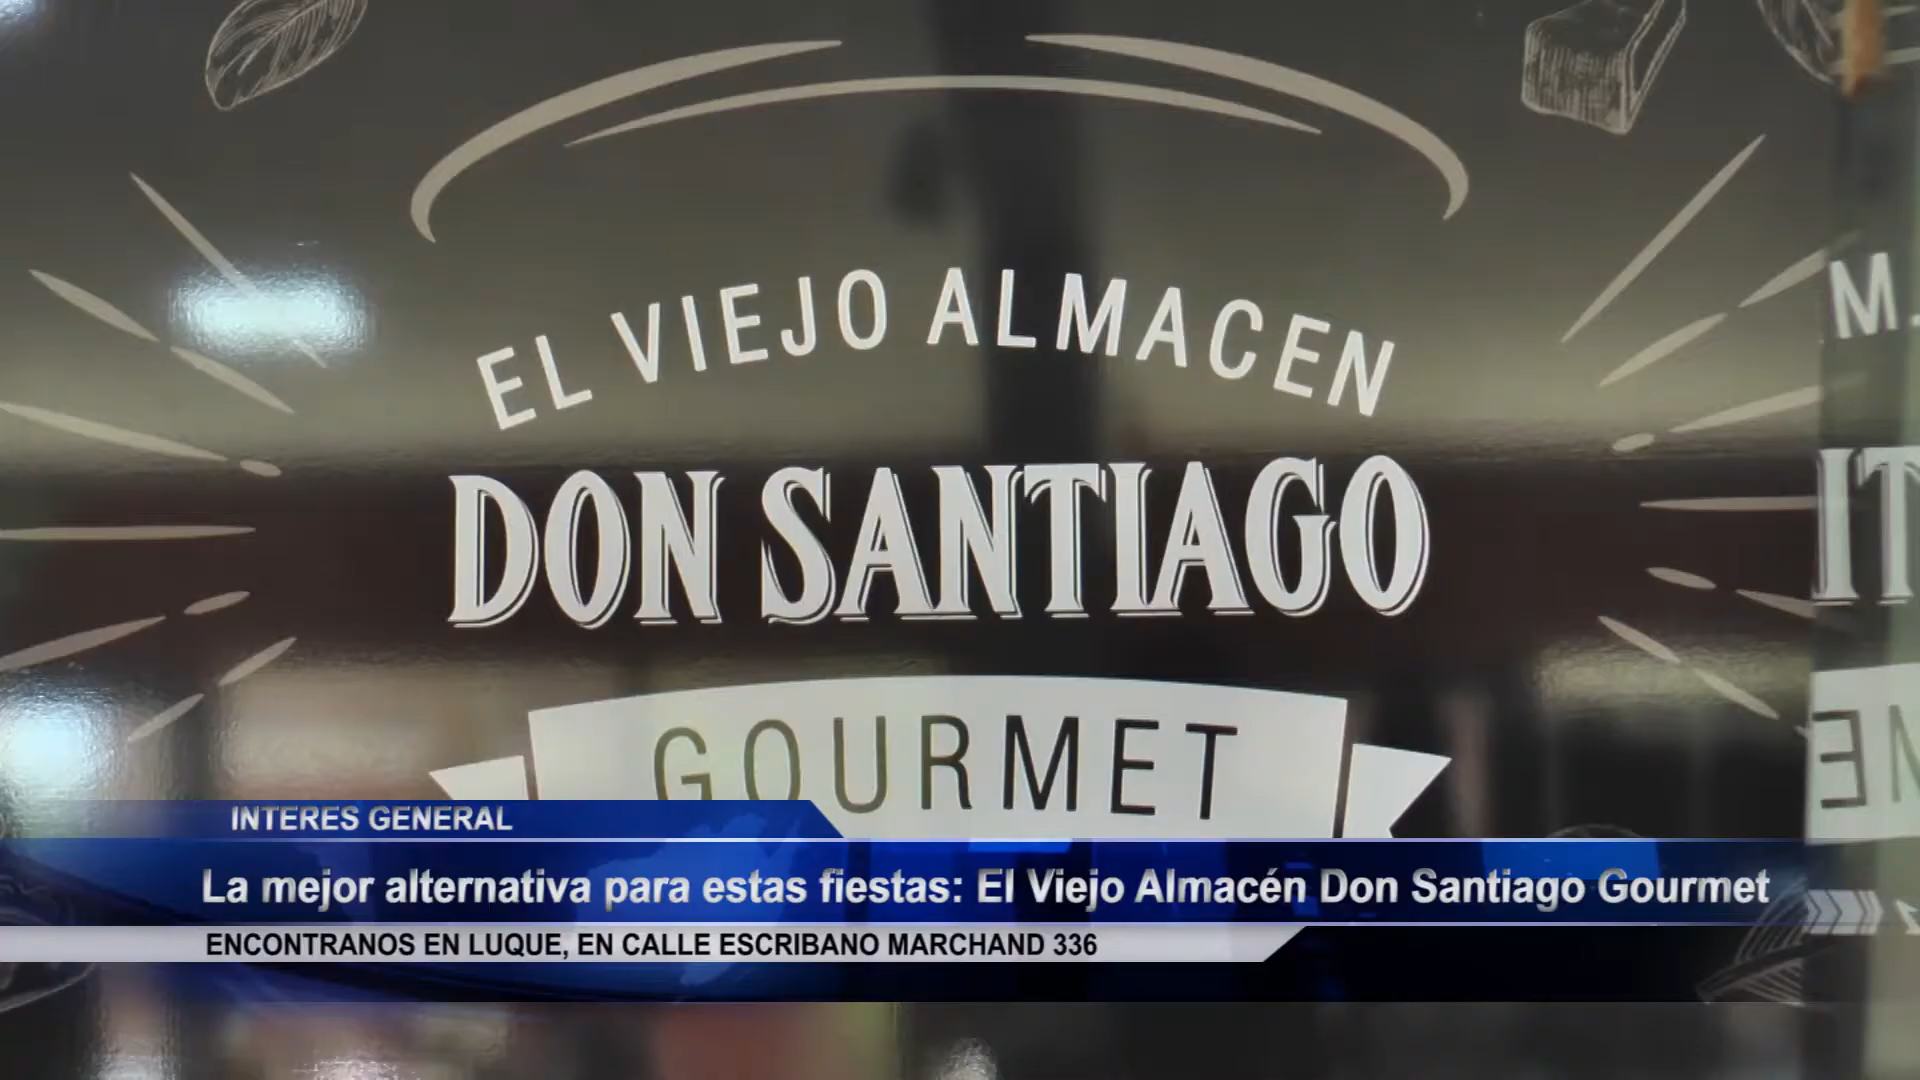 EL VIEJO ALMACEN
DON SANTIAGO
GOURMET
M.
IT
INTERES GENERAL
La mejor alternativa para estas fiestas: El Viejo Almacén Don Santiago Gourmet
ENCONTRANOS EN LUQUE, EN CALLE ESCRIBANO MARCHAND 336